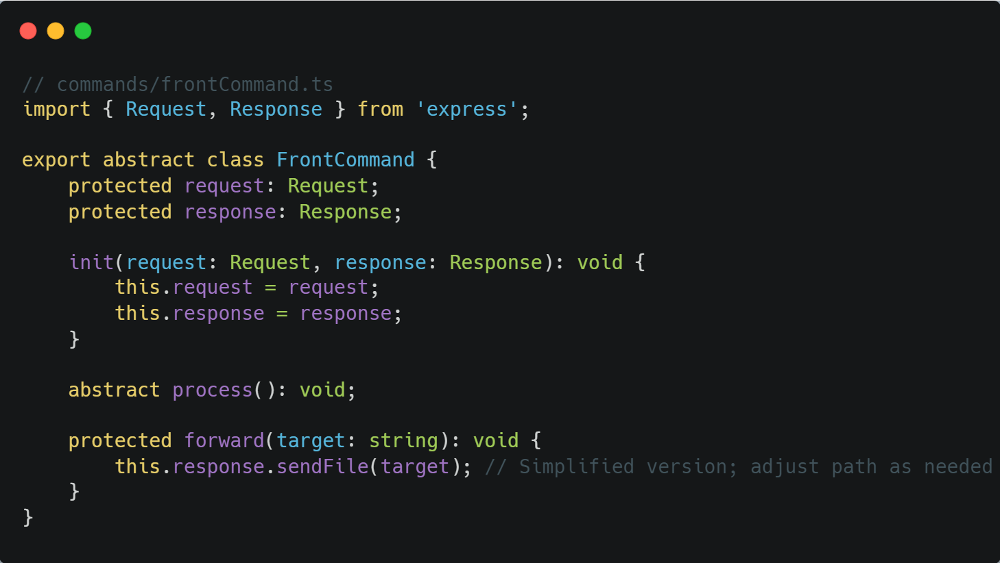 // commands/frontCommand.ts
import { Request, Response } from 'express';

export abstract class FrontCommand {
    protected request: Request;
    protected response: Response;

    init(request: Request, response: Response): void {
        this.request = request;
        this.response = response;
    }

    abstract process(): void;

    protected forward(target: string): void {
        this.response.sendFile(target); // Simplified version; adjust path as needed
    }
}